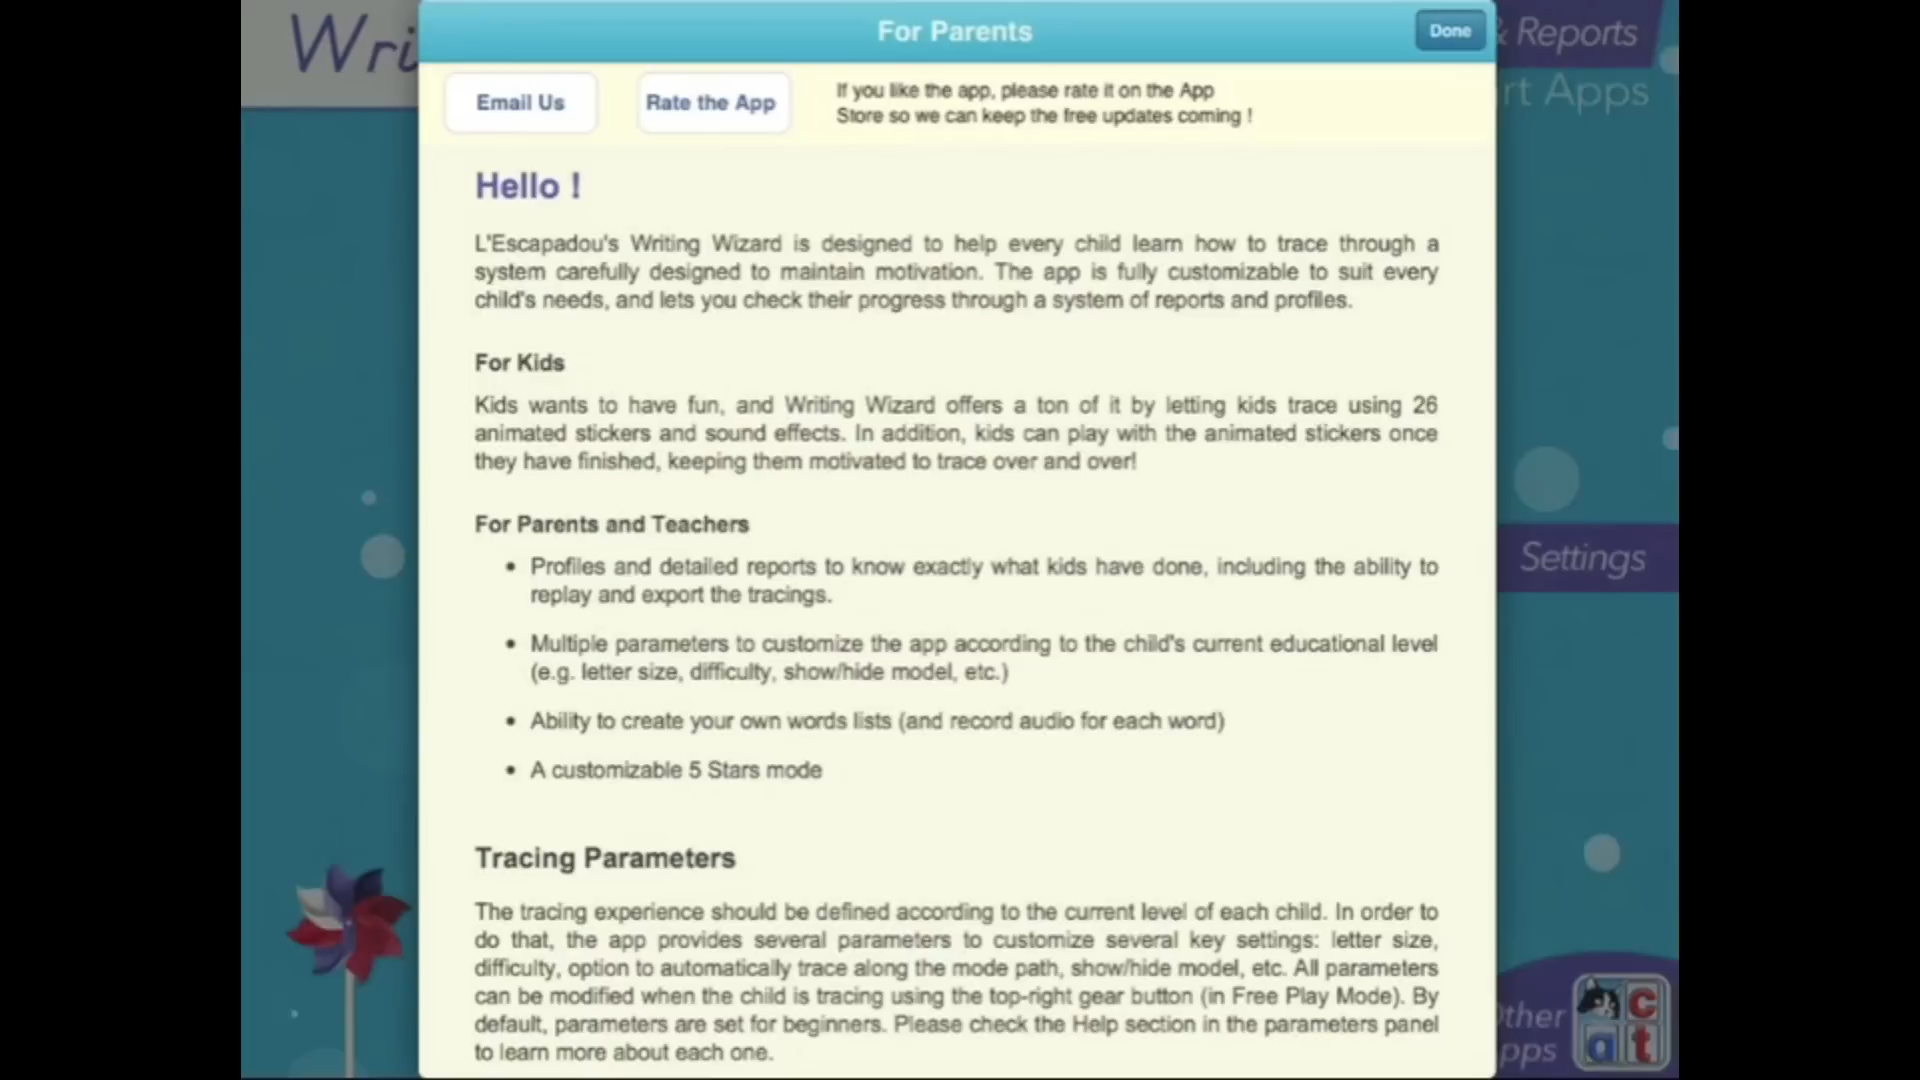 Wri
For Parents
Done
& Reports
rt Apps
Email Us
Rate the App
If you like the app, please rate it on the App
Store so we can keep the free updates coming !
Hello !
L'Escapadou's Writing Wizard is designed to help every child learn how to trace through a
system carefully designed to maintain motivation. The app is fully customizable to suit every
child's needs, and lets you check their progress through a system of reports and profiles.
For Kids
Kids wants to have fun, and Writing Wizard offers a ton of it by letting kids trace using 26
animated stickers and sound effects. In addition, kids can play with the animated stickers once
they have finished, keeping them motivated to trace over and over!
For Parents and Teachers
• Profiles and detailed reports to know exactly what kids have done, including the ability to
replay and export the tracings.
• Multiple parameters to customize the app according to the child's current educational level
(e.g. letter size, difficulty, show/hide model, etc.)
• Ability to create your own words lists (and record audio for each word)
• A customizable 5 Stars mode
Settings
Tracing Parameters
The tracing experience should be defined according to the current level of each child. In order to
do that, the app provides several parameters to customize several key settings: letter size,
difficulty, option to automatically trace along the mode path, show/hide model, etc. All parameters
can be modified when the child is tracing using the top-right gear button (in Free Play Mode). By
default, parameters are set for beginners. Please check the Help section in the parameters panel
to learn more about each one.
ther
pps
c
a t